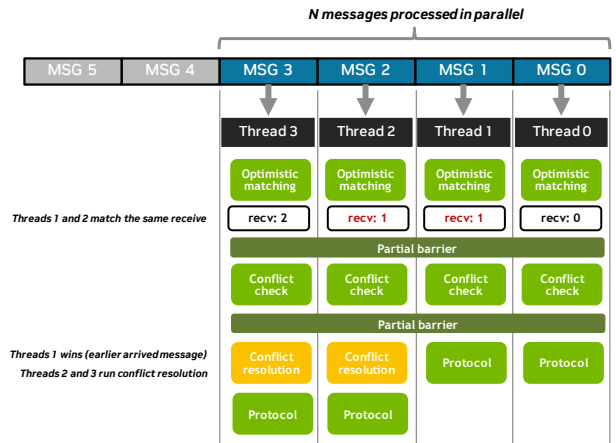 N messages processed in parallel
MSG 5 MSG 4 MSG 3 MSG 2 MSG 1 MSG 0
Thread 3 Thread 2 Thread 1 Thread 0
Optimistic matching Optimistic matching Optimistic matching Optimistic matching
Threads 1 and 2 match the same receive
recv: 2 recv: 1 recv: 1 recv: 0
Partial barrier
Conflict check Conflict check Conflict check Conflict check
Partial barrier
Threads 1 wins (earlier arrived message)
Threads 2 and 3 run conflict resolution
Conflict resolution Conflict resolution Protocol Protocol
Protocol Protocol